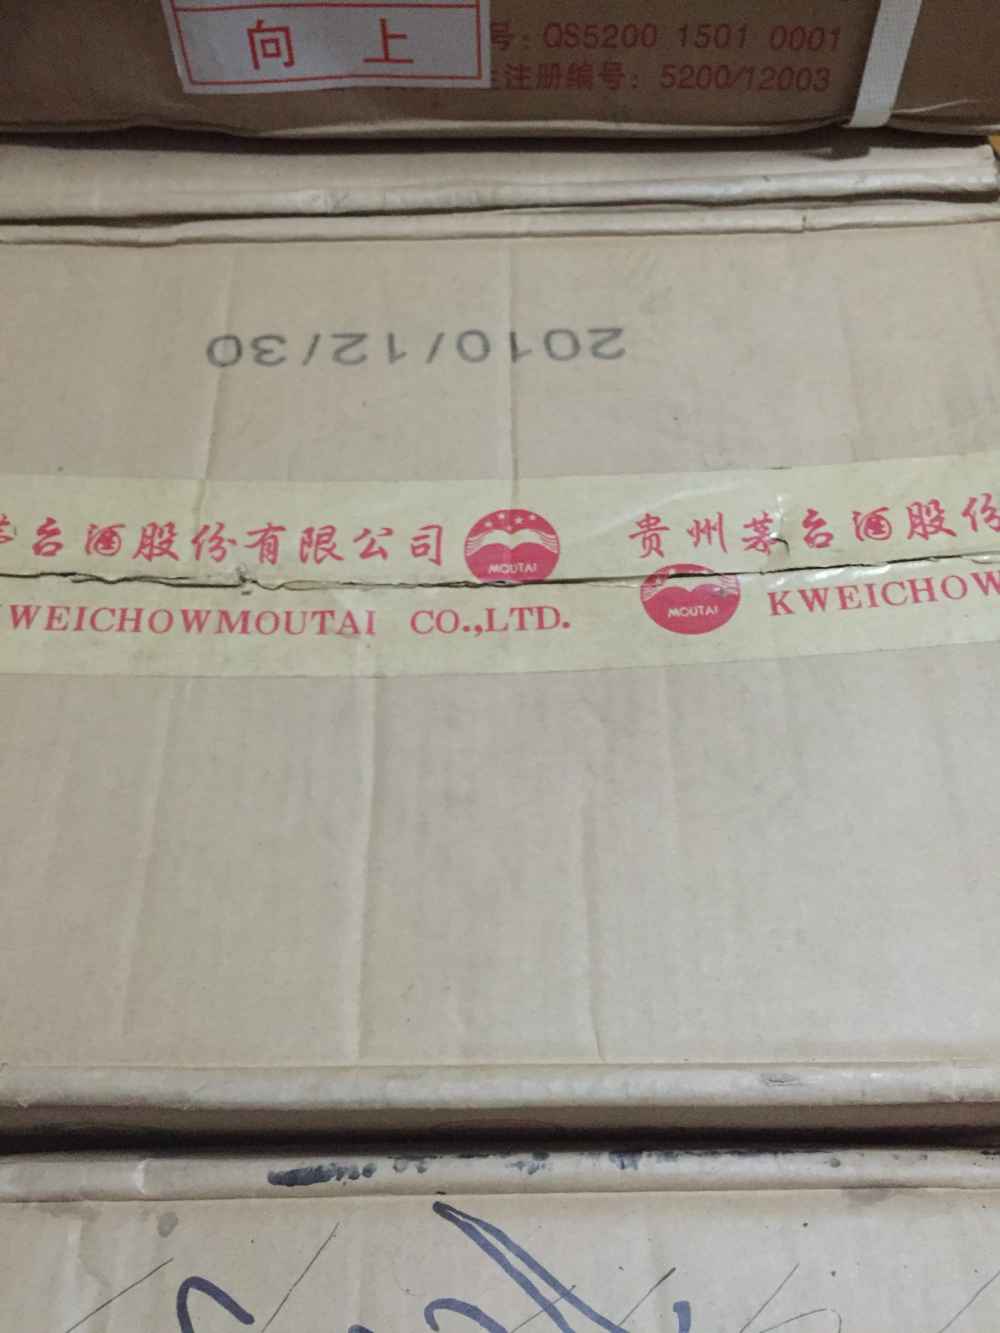 向 上
号: QS5200 1501 0001
注册编号: 5200/12003
2010/12/30
台酒股份有限公司 MOUTAI 贵州茅台酒股份
WEICHOWMOUTAI CO.,LTD. MOUTAI KWEICHOW